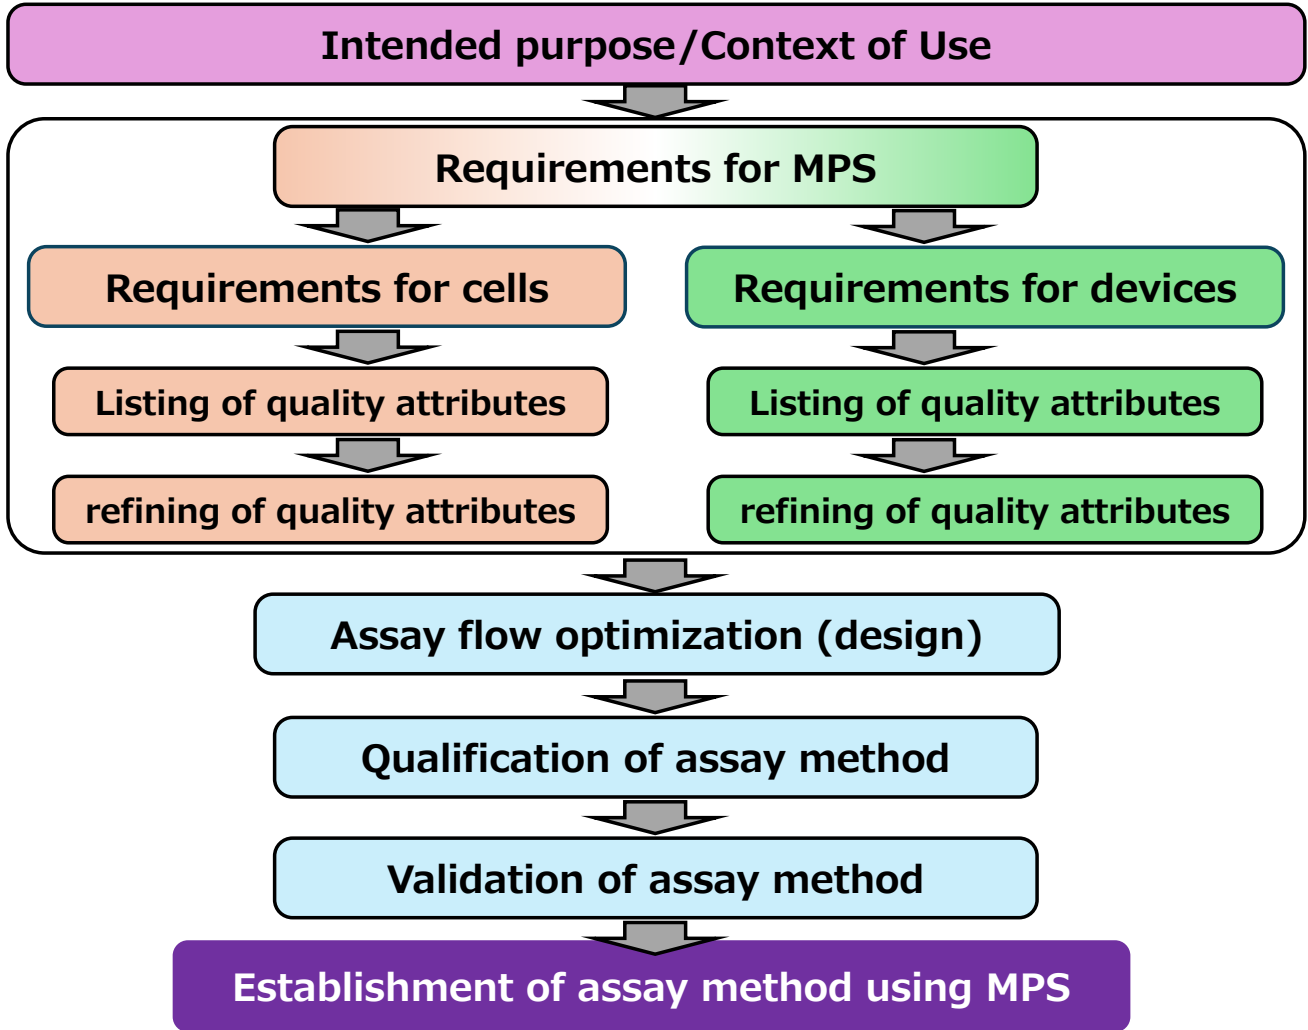 Intended purpose/Context of Use
Requirements for MPS
Requirements for cells
Requirements for devices
Listing of quality attributes
Listing of quality attributes
refining of quality attributes
refining of quality attributes
Assay flow optimization (design)
Qualification of assay method
Validation of assay method
Establishment of assay method using MPS